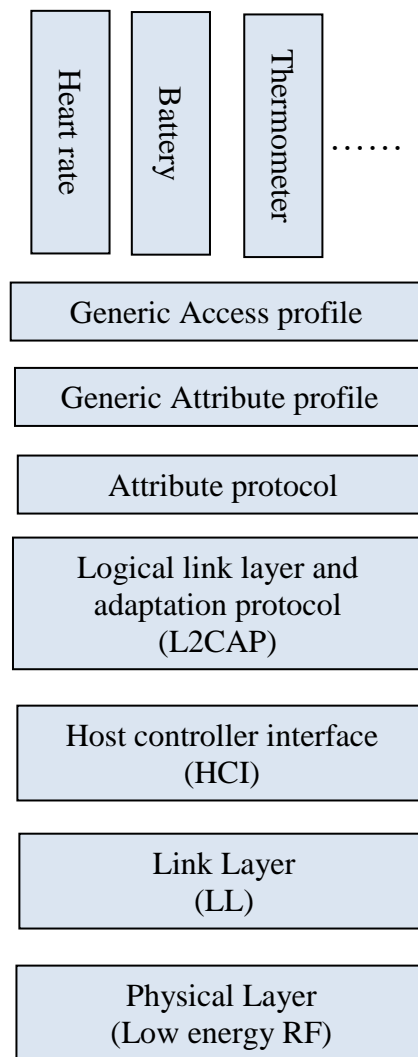 Heart rate
Battery
Thermometer
......
Generic Access profile
Generic Attribute profile
Attribute protocol
Logical link layer and
adaptation protocol
(L2CAP)
Host controller interface
(HCI)
Link Layer
(LL)
Physical Layer
(Low energy RF)